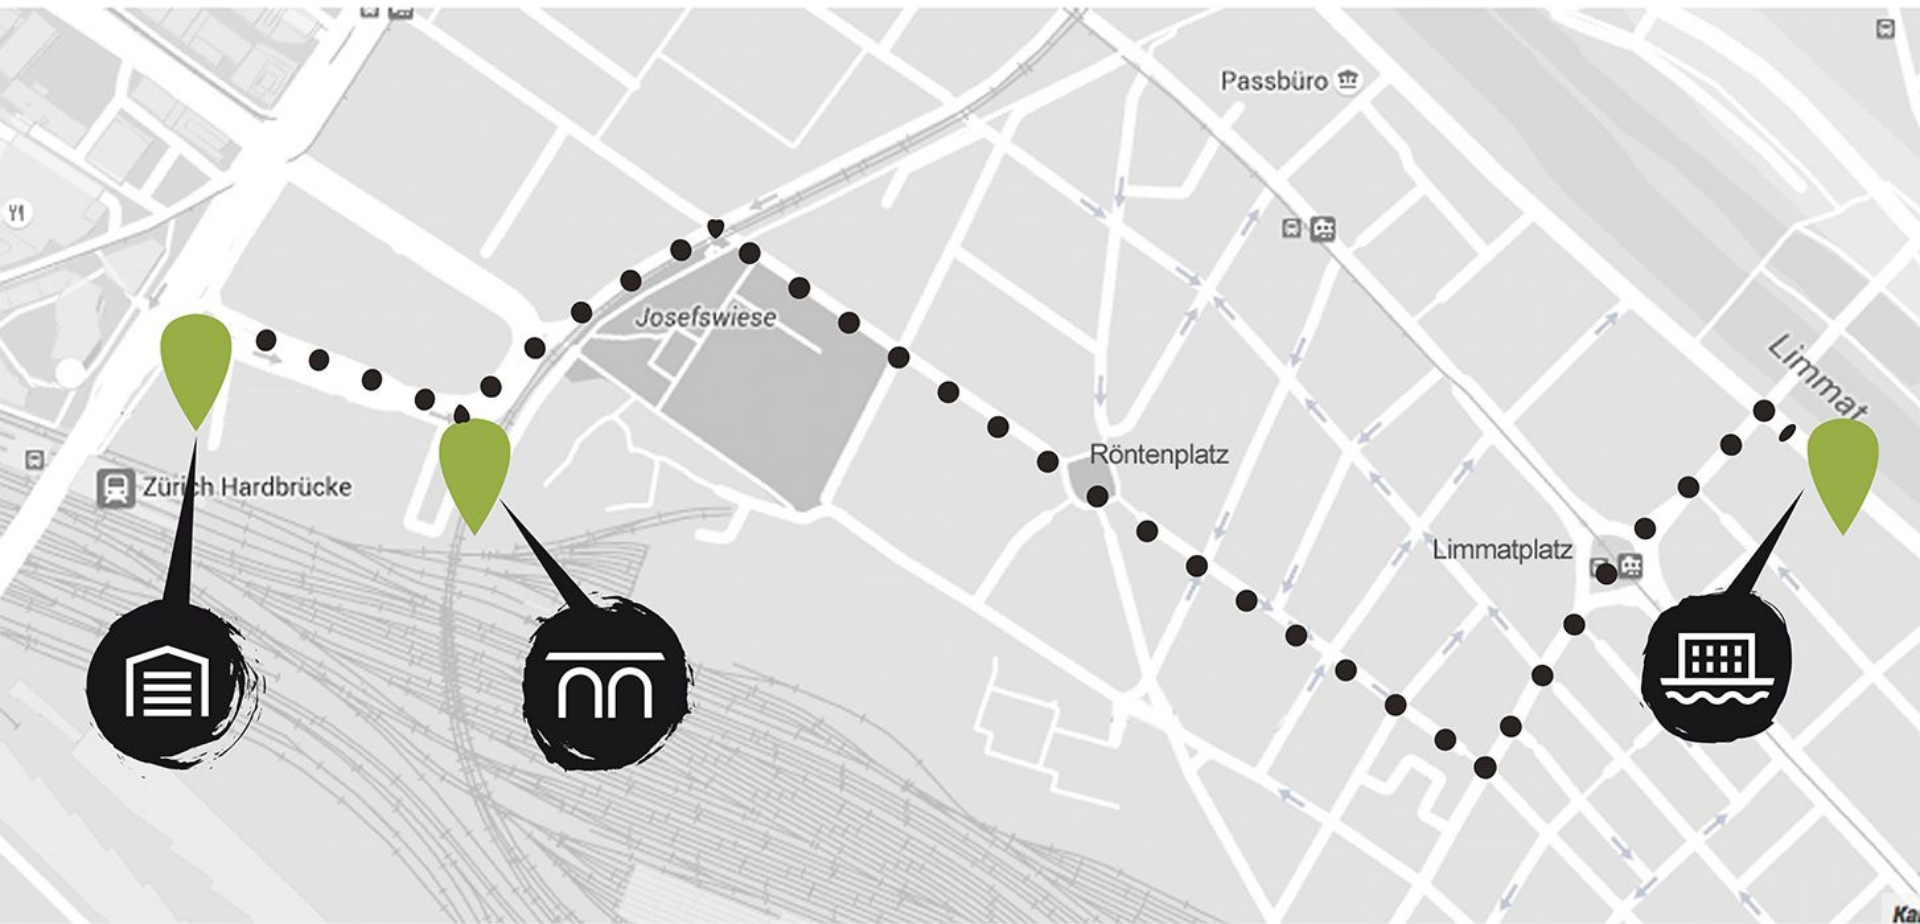 Passbüro
Josefswiese
Limmat
Röntenplatz
Zürich Hardbrücke
Limmatplatz